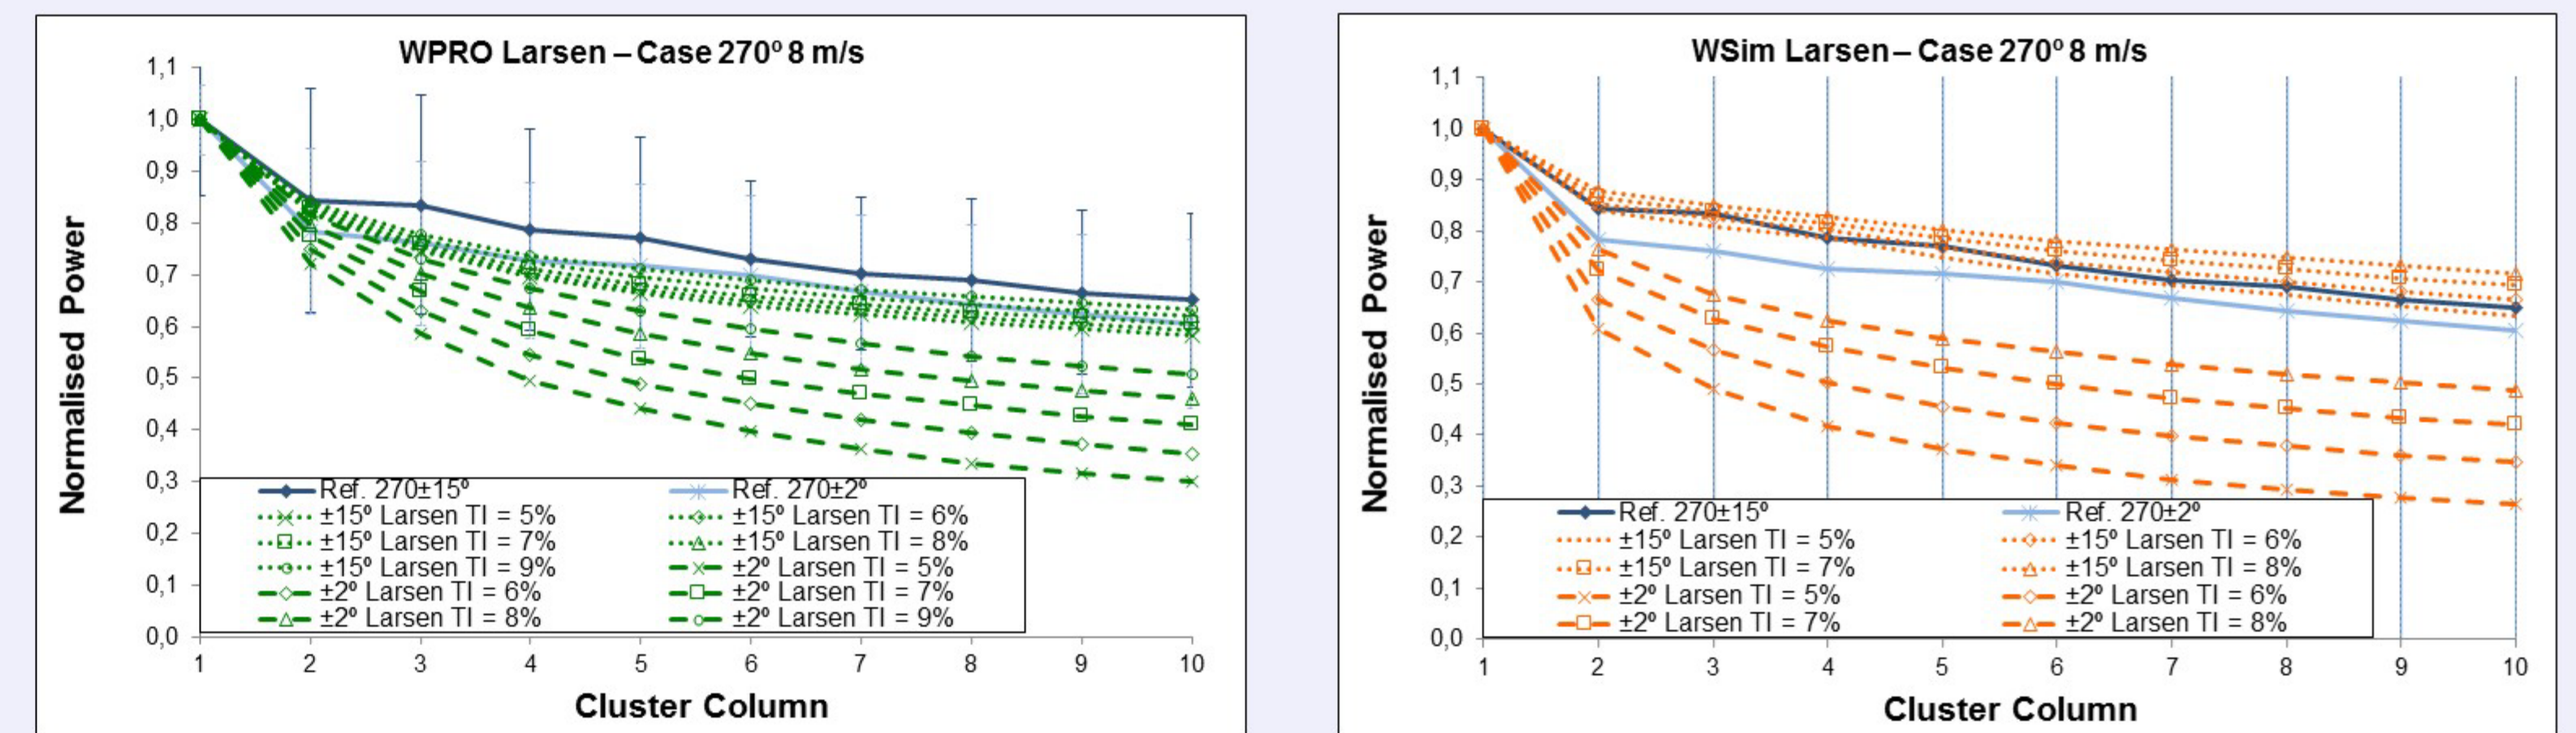 WPRO Larsen – Case 270º 8 m/s
Normalised Power
1,1
1,0
0,9
0,8
0,7
0,6
0,5
0,4
0,3
0,2
0,1
0,0
Ref. 270±15º Ref. 270±2º
±15º Larsen TI = 5% ±15º Larsen TI = 6%
±15º Larsen TI = 7% ±15º Larsen TI = 8%
±15º Larsen TI = 9% ±2º Larsen TI = 5%
±2º Larsen TI = 6% ±2º Larsen TI = 7%
±2º Larsen TI = 8% ±2º Larsen TI = 9%
1 2 3 4 5 6 7 8 9 10
Cluster Column
WSim Larsen – Case 270º 8 m/s
Normalised Power
1,1
1,0
0,9
0,8
0,7
0,6
0,5
0,4
0,3
0,2
0,1
0,0
Ref. 270±15º Ref. 270±2º
±15º Larsen TI = 5% ±15º Larsen TI = 6%
±15º Larsen TI = 7% ±15º Larsen TI = 8%
±2º Larsen TI = 5% ±2º Larsen TI = 6%
±2º Larsen TI = 7% ±2º Larsen TI = 8%
1 2 3 4 5 6 7 8 9 10
Cluster Column